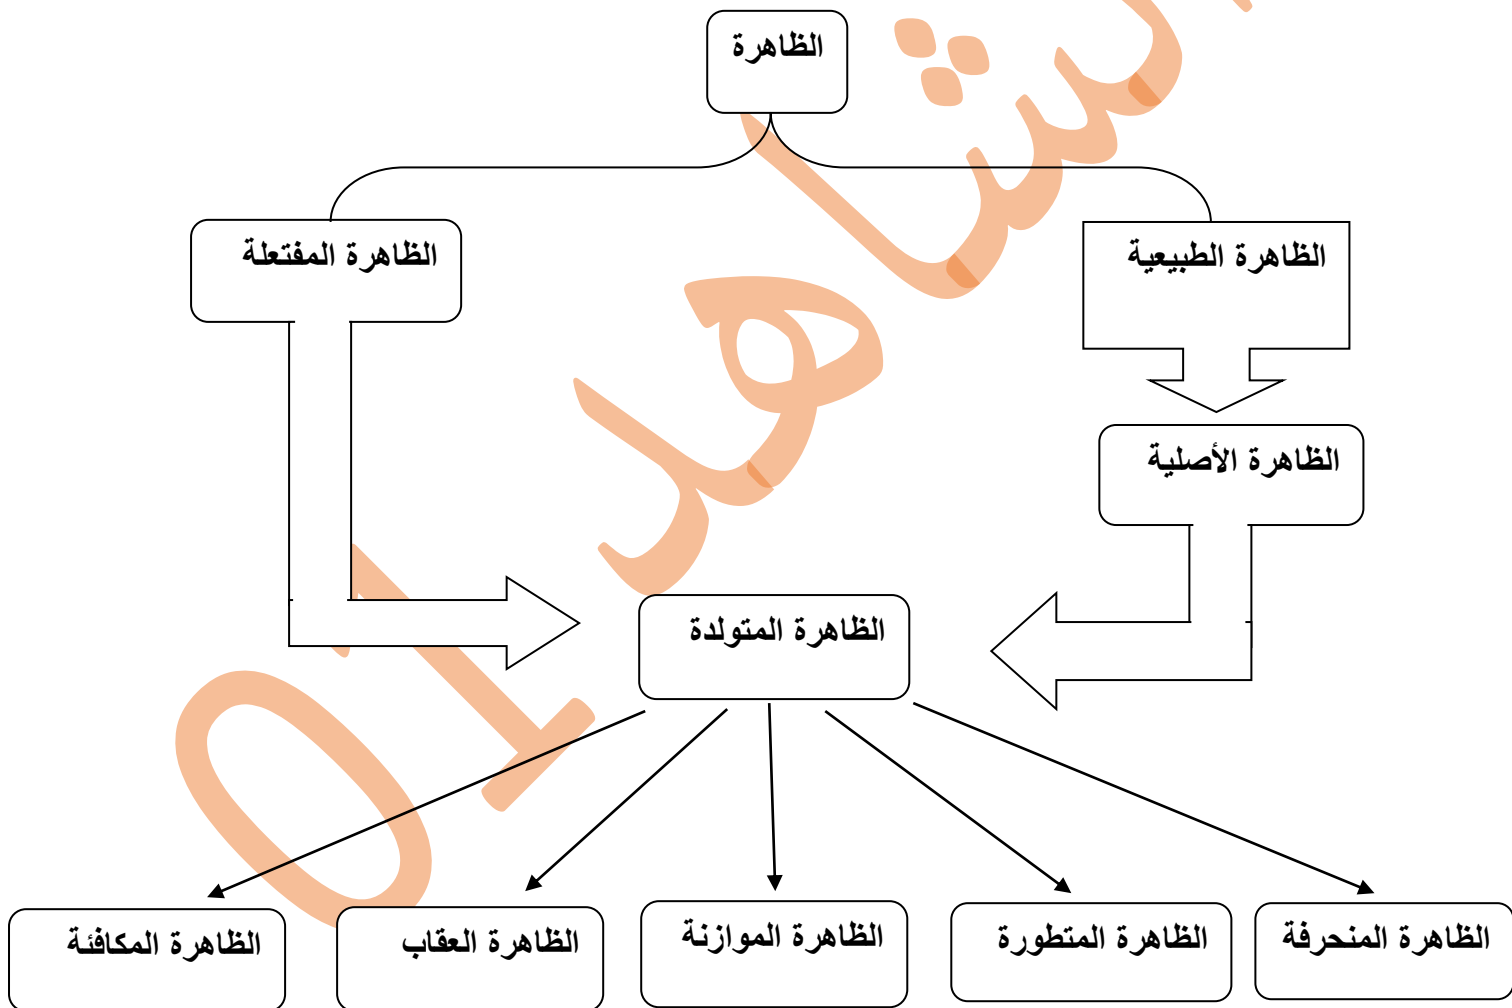 الظاهرة
الظاهرة الطبيعية
الظاهرة المفتعلة
الظاهرة الأصلية
الظاهرة المتولدة
الظاهرة المنحرفة
الظاهرة المتطورة
الظاهرة الموازنة
الظاهرة العقاب
الظاهرة المكافئة